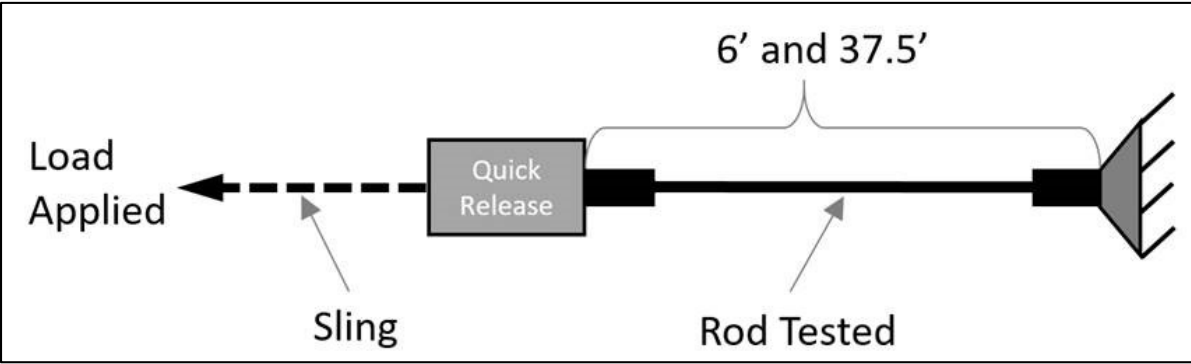 6’ and 37.5’
Load
Applied
Quick
Release
Sling
Rod Tested